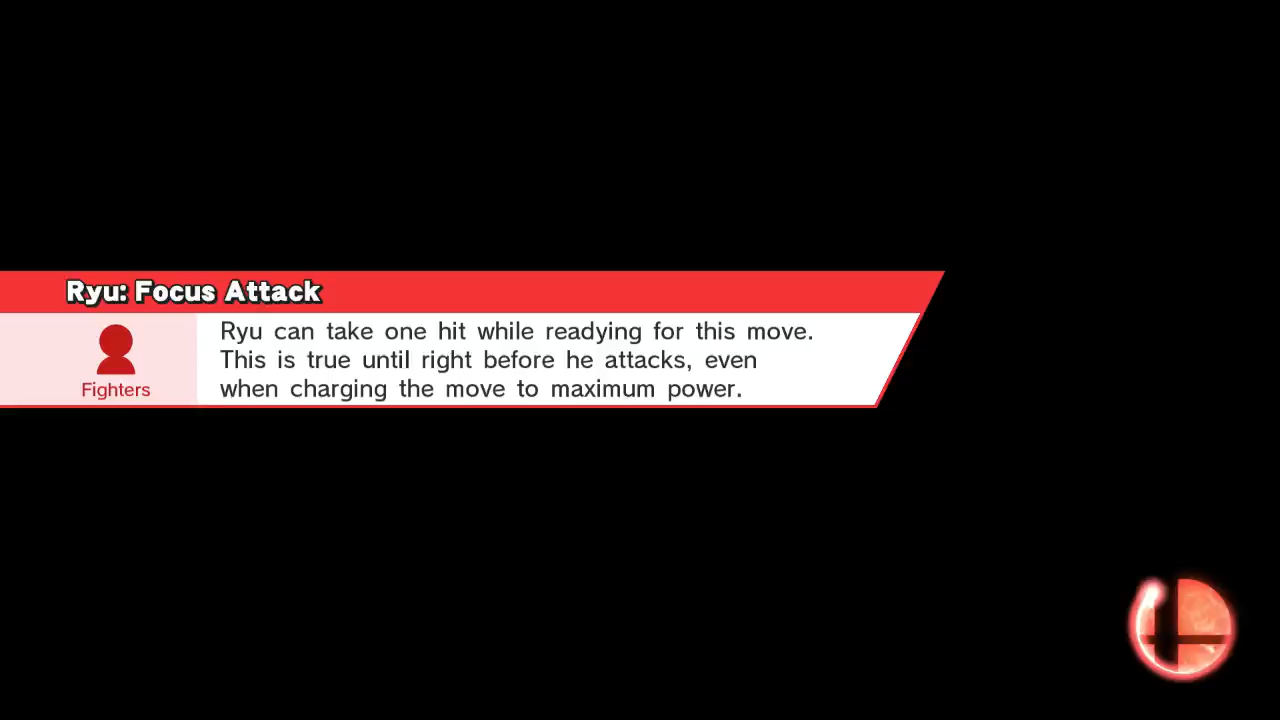 Ryu: Focus Attack
Fighters
Ryu can take one hit while readying for this move.
This is true until right before he attacks, even
when charging the move to maximum power.